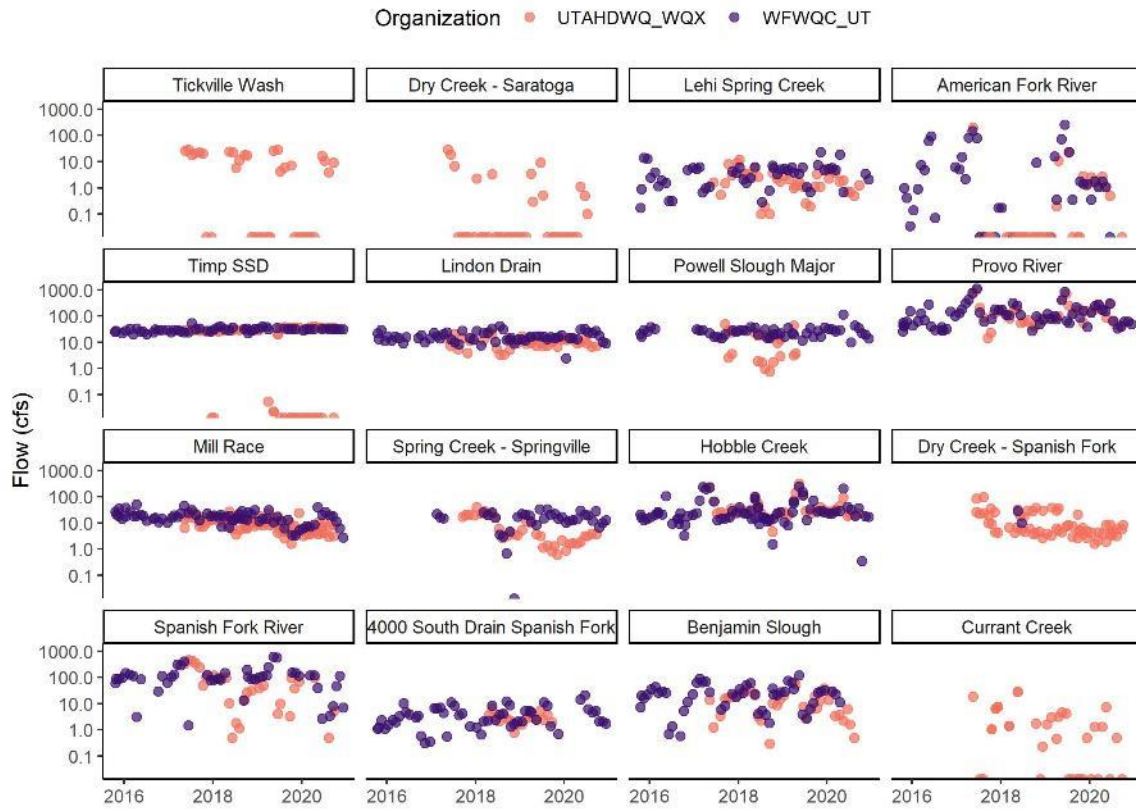 Organization UTAHDWQ_WQX WFWQC_UT
Tickville Wash Dry Creek - Saratoga Lehi Spring Creek American Fork River
1000.0
100.0
10.0
1.0
0.1
Timp SSD Lindon Drain Powell Slough Major Provo River
1000.0
100.0
10.0
1.0
0.1
Flow (cfs)
Mill Race Spring Creek - Springville Hobble Creek Dry Creek - Spanish Fork
1000.0
100.0
10.0
1.0
0.1
Spanish Fork River 4000 South Drain Spanish Fork Benjamin Slough Currant Creek
1000.0
100.0
10.0
1.0
0.1
2016 2018 2020 2016 2018 2020 2016 2018 2020 2016 2018 2020